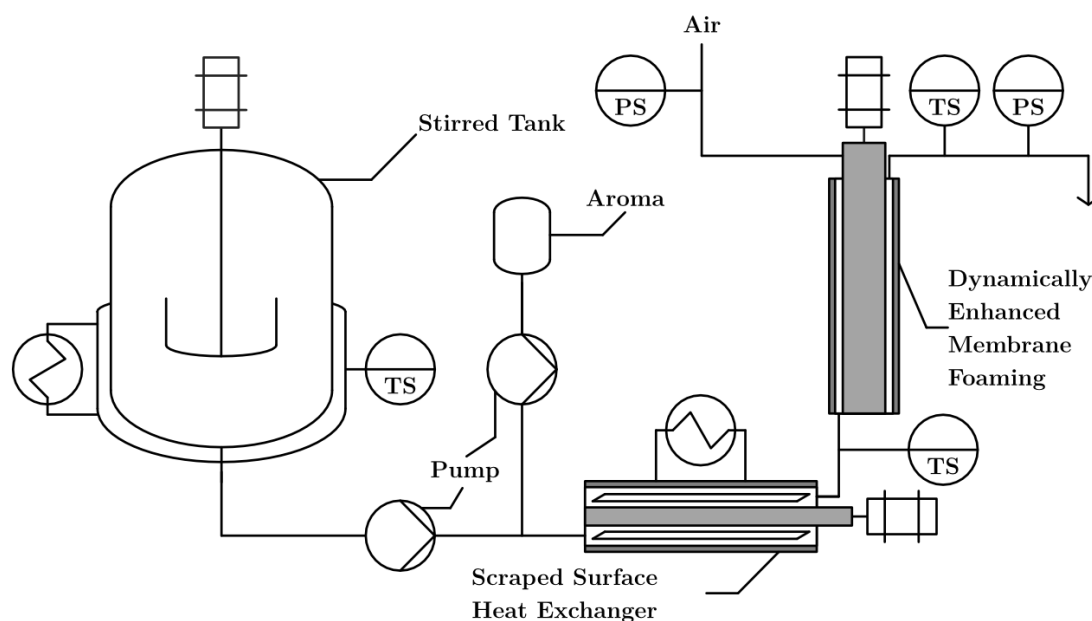 Air
PS
TS
PS
Stirred Tank
Aroma
Dynamically
Enhanced
Membrane
Foaming
TS
Pump
TS
Scraped Surface
Heat Exchanger